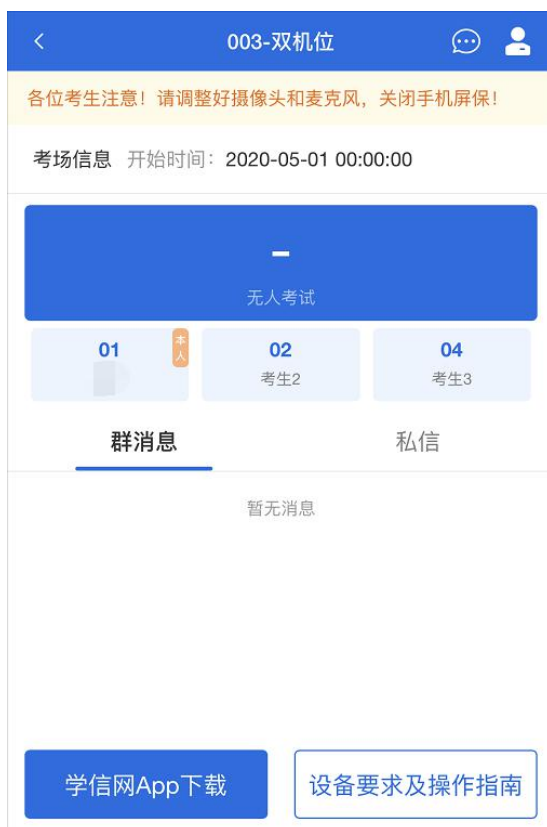 003-双机位
各位考生注意！请调整好摄像头和麦克风，关闭手机屏保！
考场信息 开始时间：2020-05-01 00:00:00
–
无人考试
01 本人 02 04
考生2 考生3
群消息 私信
暂无消息
学信网App下载 设备要求及操作指南